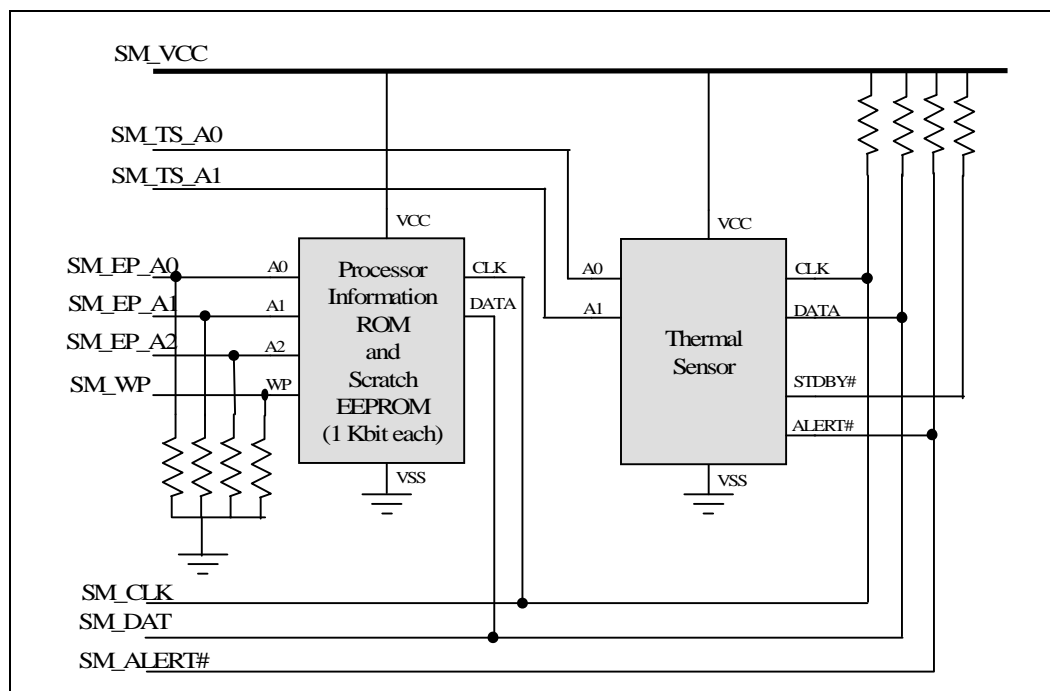 SM_VCC
SM_TS_A0
SM_TS_A1
VCC
VCC
SM_EP_A0
A0
Processor
CLK
A0
CLK
Information
SM_EP_A1
A1
ROM
DATA
A1
DATA
and
Thermal
SM_EP_A2
A2
Scratch
Sensor
SM_WP
WP
EEPROM
STDBY#
(1 Kbit each)
ALERT#
VSS
VSS
SM_CLK
SM_DAT
SM_ALERT#